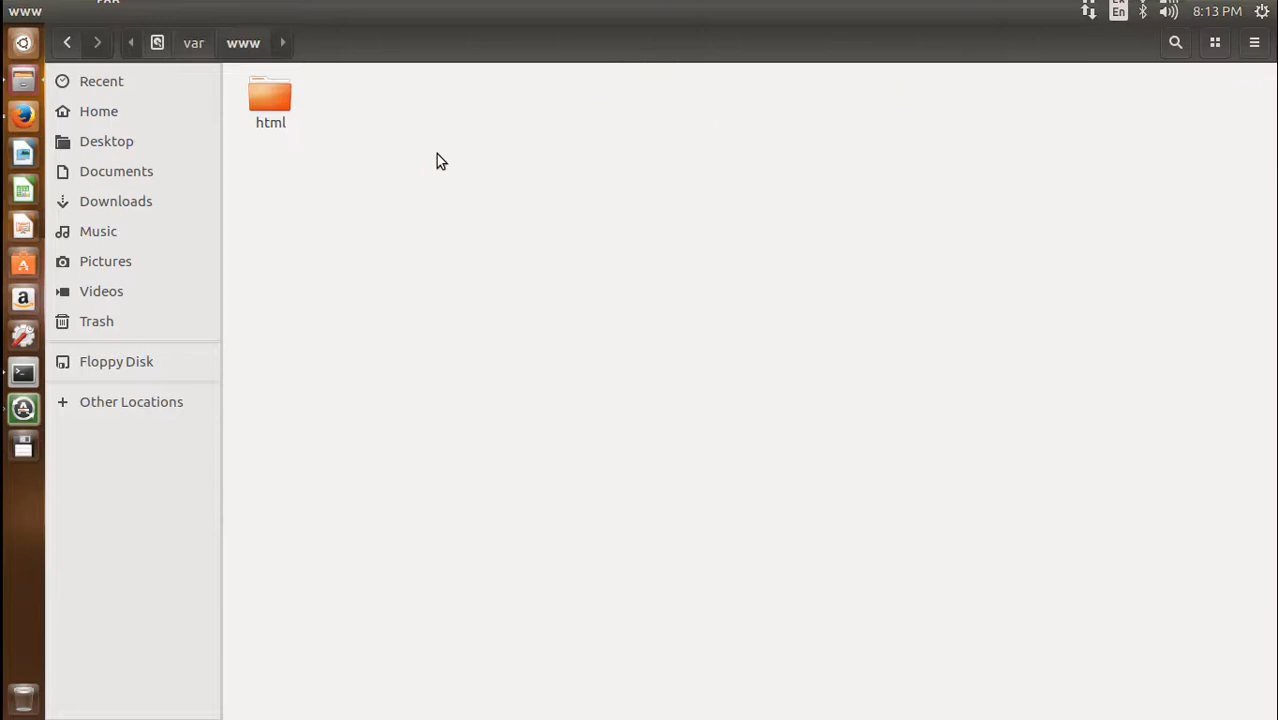 www
En
8:13 PM
var
www
Recent
Home
html
Desktop
Documents
Downloads
Music
Pictures
Videos
Trash
Floppy Disk
Other Locations